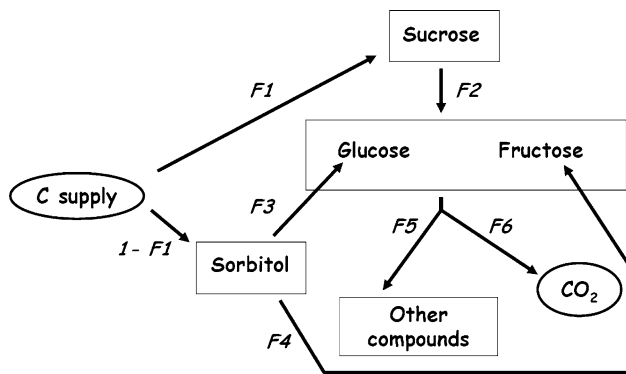 Sucrose
F1
F2
Glucose
Fructose
C supply
F3
F5
F6
1- F1
Sorbitol
CO₂
Other
compounds
F4